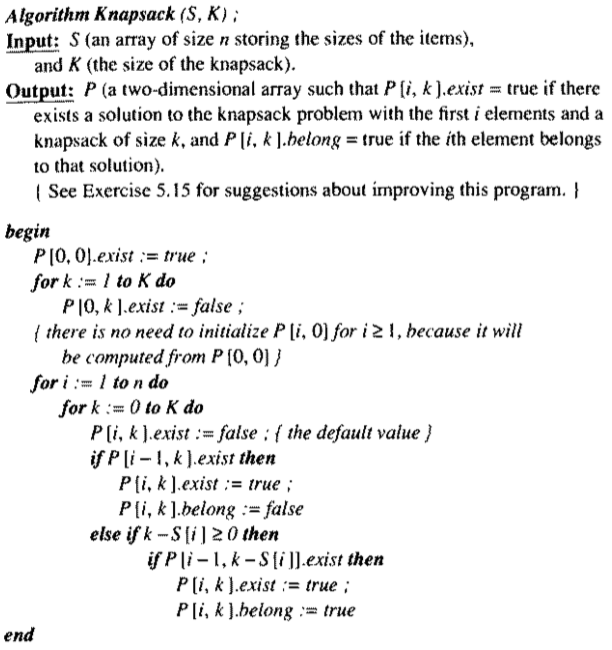 Algorithm Knapsack (S, K) ;
Input: S (an array of size n storing the sizes of the items),
and K (the size of the knapsack).
Output: P (a two-dimensional array such that P [i, k ].exist = true if there
exists a solution to the knapsack problem with the first i elements and a
knapsack of size k, and P [i, k ].belong = true if the ith element belongs
to that solution).
{ See Exercise 5.15 for suggestions about improving this program. }
begin
P [0, 0].exist := true ;
for k := 1 to K do
P [0, k ].exist := false ;
{ there is no need to initialize P [i, 0] for i ≥ 1, because it will
be computed from P [0, 0] }
for i := 1 to n do
for k := 0 to K do
P [i, k ].exist := false ; { the default value }
if P [i – 1, k ].exist then
P [i, k ].exist := true ;
P [i, k ].belong := false
else if k – S [i ] ≥ 0 then
if P [i – 1, k – S [i ]].exist then
P [i, k ].exist := true ;
P [i, k ].belong := true
end